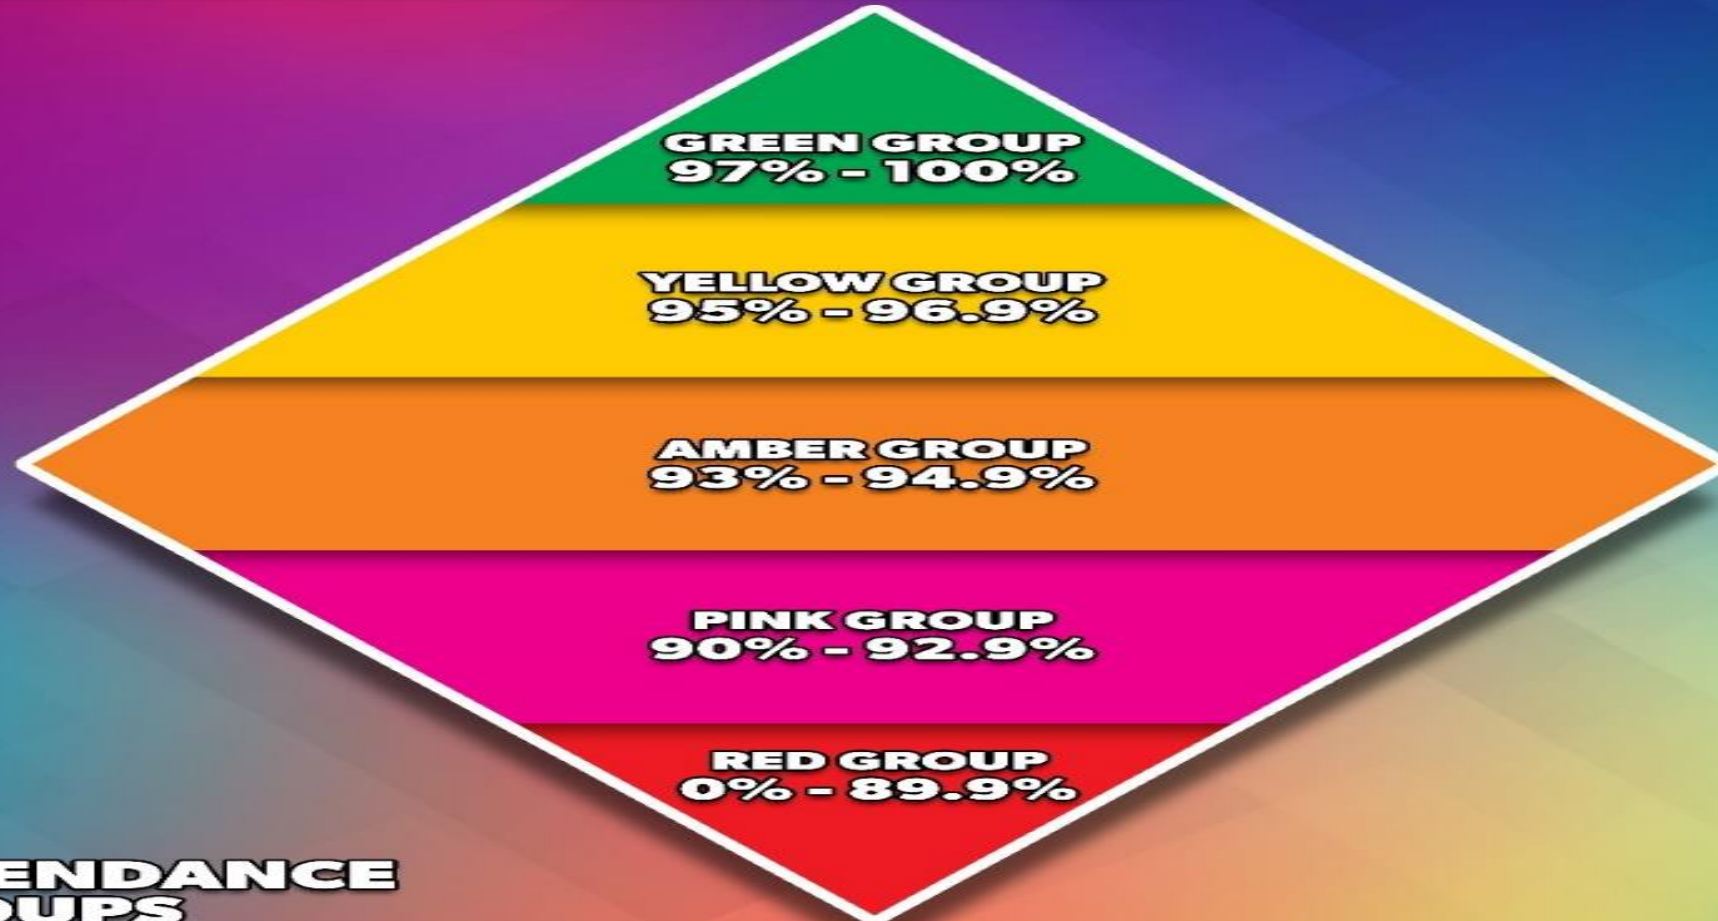 GREEN GROUP
97% - 100%
YELLOW GROUP
95% - 96.9%
AMBER GROUP
93% - 94.9%
PINK GROUP
90% - 92.9%
RED GROUP
0% - 89.9%
ENDANCE
OUPS